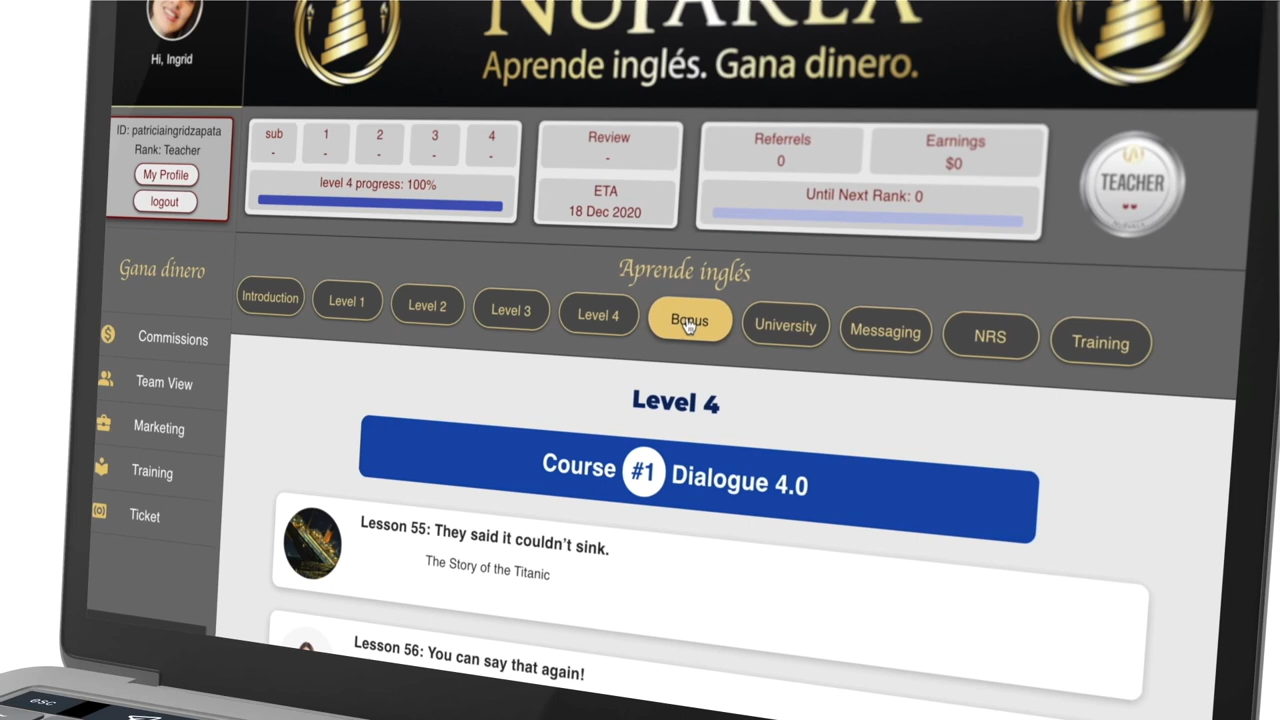 Hi, Ingrid
Aprende inglés. Gana dinero.
ID: patriciaingridzapata
Rank: Teacher
My Profile
logout
sub 1 2 3 4
- - - - -
level 4 progress: 100%
Review
-
ETA
18 Dec 2020
Referrals
0
Earnings
$0
Until Next Rank: 0
TEACHER
Gana dinero
Commissions
Team View
Marketing
Training
Ticket
Aprende inglés
Introduction Level 1 Level 2 Level 3 Level 4 Bonus University Messaging NRS Training
Level 4
Course #1 Dialogue 4.0
Lesson 55: They said it couldn't sink.
The Story of the Titanic
Lesson 56: You can say that again!
esc